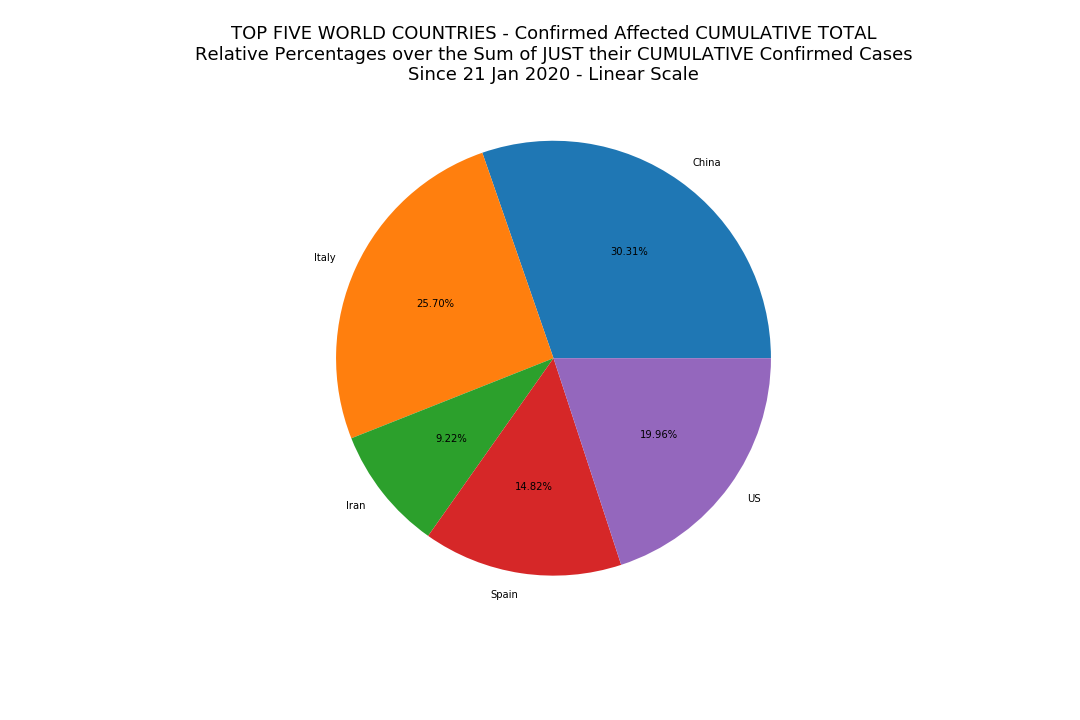 TOP FIVE WORLD COUNTRIES - Confirmed Affected CUMULATIVE TOTAL
Relative Percentages over the Sum of JUST their CUMULATIVE Confirmed Cases
Since 21 Jan 2020 - Linear Scale
China
30.31%
Italy
25.70%
9.22%
Iran
14.82%
Spain
19.96%
US